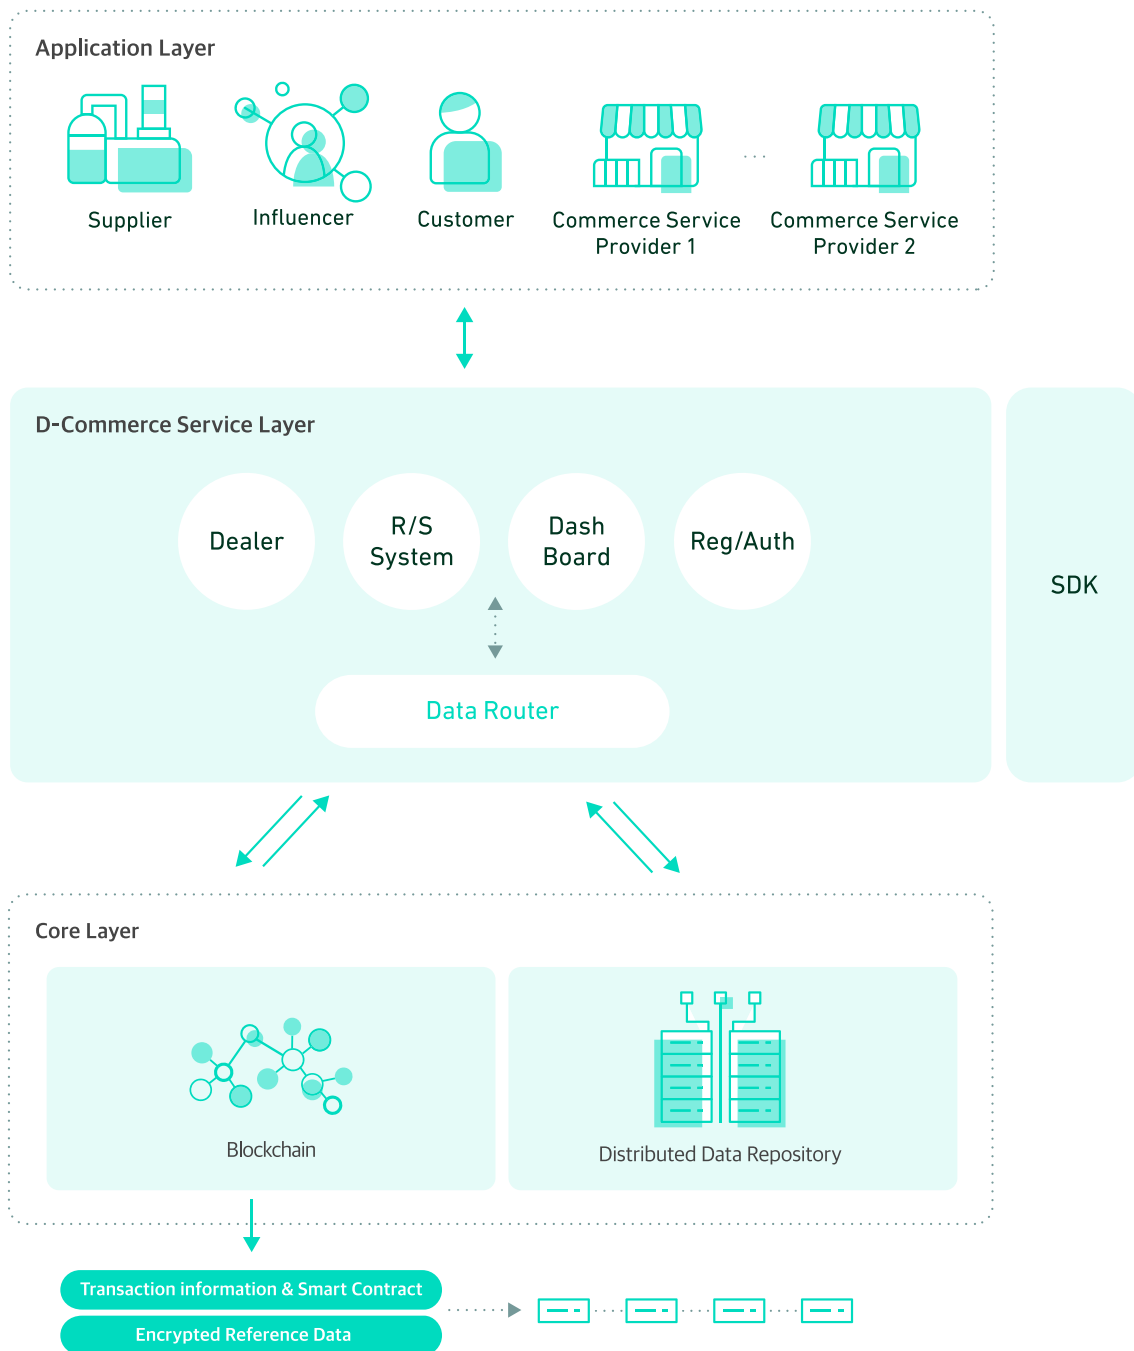 Application Layer
Supplier
Influencer
Customer
Commerce Service
Provider 1
...
Commerce Service
Provider 2
D-Commerce Service Layer
Dealer
R/S
System
Dash
Board
Reg/Auth
SDK
Data Router
Core Layer
Blockchain
Distributed Data Repository
Transaction information & Smart Contract
Encrypted Reference Data